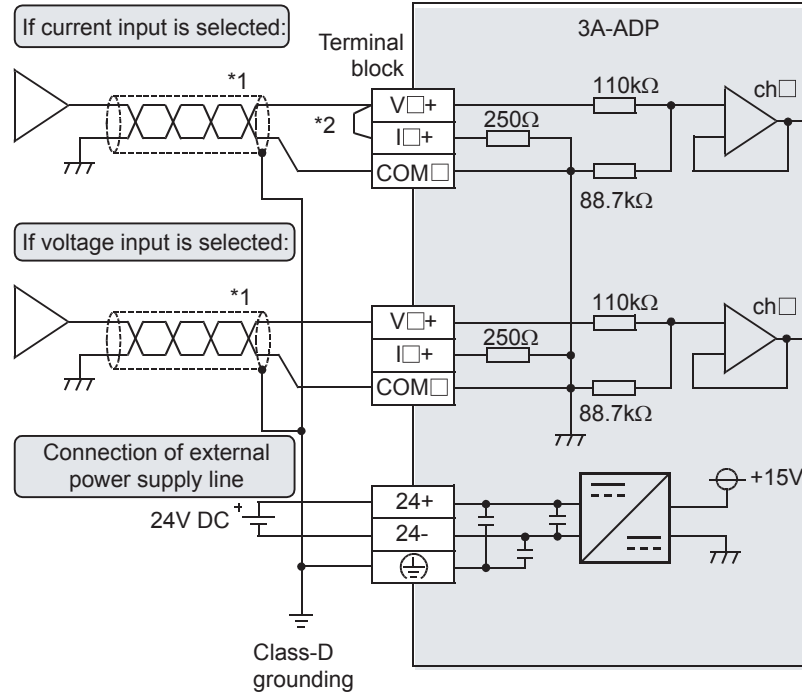 If current input is selected:
3A-ADP
Terminal
block
*1
*2
V□+
I□+
COM□
250Ω
110kΩ
88.7kΩ
ch□
If voltage input is selected:
*1
V□+
I□+
COM□
250Ω
110kΩ
88.7kΩ
ch□
Connection of external
power supply line
24V DC
+
24+
24-
+15V
Class-D
grounding